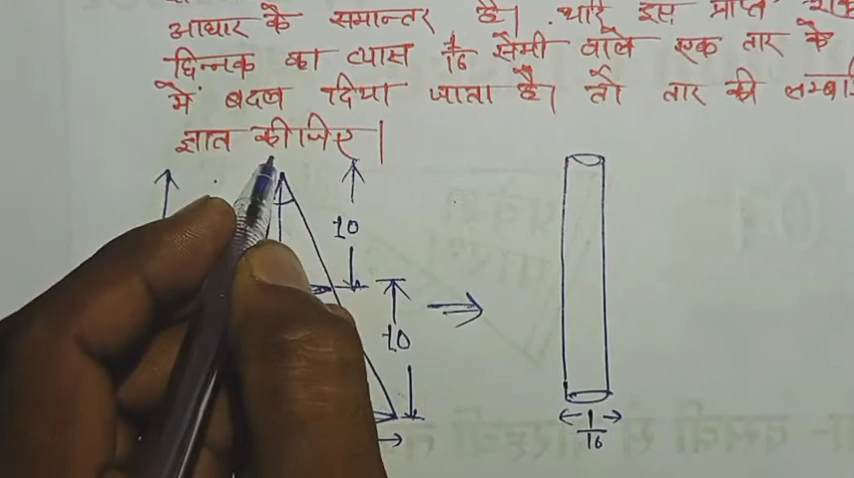 आधार के समान्तर है। यदि इस प्राप्त
छिन्नक का व्यास 1/16 सेमी वाले एक तार के
में बदल दिया जाता है। तो तार की लम्बाई
ज्ञात कीजिए।
10
10
1/16